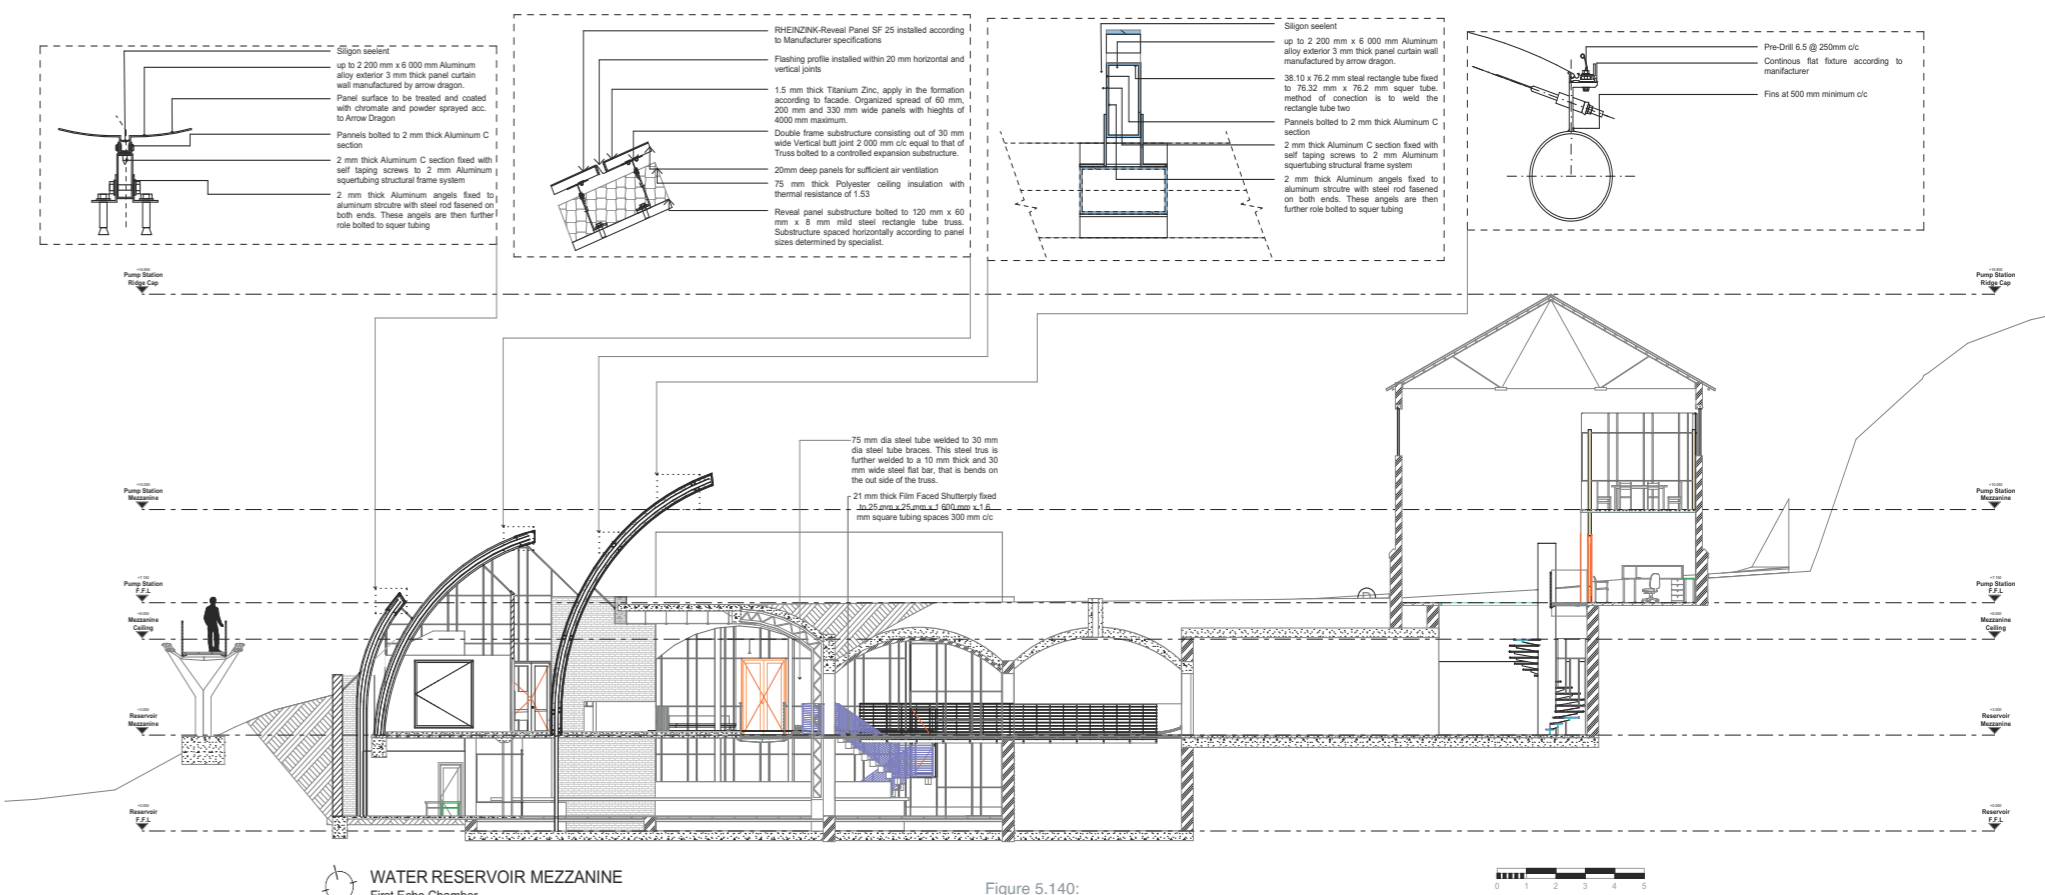 Siligon seelent
up to 2 200 mm x 6 000 mm Aluminum
alloy exterior 3 mm thick panel curtain
wall manufactured by arrow dragon.
Panel surface to be treated and coated
with chromate and powder sprayed acc.
to Arrow Dragon
Pannels bolted to 2 mm thick Aluminum C
section
2 mm thick Aluminum C section fixed with
self taping screws to 2 mm Aluminum
squertubing structural frame system
2 mm thick Aluminum angels fixed to
aluminum strcutre with steel rod fasened on
both ends. These angels are then further
role bolted to squer tubing
RHEINZINK-Reveal Panel SF 25 installed according
to Manufacturer specifications
Flashing profile installed within 20 mm horizontal and
vertical joints
1.5 mm thick Titanium Zinc, apply in the formation
according to facade. Organized spread of 60 mm,
200 mm and 330 mm wide panels with hieghts of
4000 mm maximum.
Double frame substructure consisting out of 30 mm
wide Vertical butt joint 2 000 mm c/c equal to that of
Truss bolted to a controlled expansion substructure.
20mm deep panels for sufficient air ventilation
75 mm thick Polyester ceiling insulation with
thermal resistance of 1.53
Reveal panel substructure bolted to 120 mm x 60
mm x 8 mm mild steel rectangle tube truss.
Substructure spaced horizontally according to panel
sizes determined by specialist.
Siligon seelent
up to 2 200 mm x 6 000 mm Aluminum
alloy exterior 3 mm thick panel curtain wall
manufactured by arrow dragon.
38.10 x 76.2 mm steal rectangle tube fixed
to 76.32 mm x 76.2 mm squer tube.
method of conection is to weld the
rectangle tube two
Pannels bolted to 2 mm thick Aluminum C
section
2 mm thick Aluminum C section fixed with
self taping screws to 2 mm Aluminum
squertubing structural frame system
2 mm thick Aluminum angels fixed to
aluminum strcutre with steel rod fasened
on both ends. These angels are then
further role bolted to squer tubing
Pre-Drill 6.5 @ 250mm c/c
Continous flat fixture according to
manifacturer
Fins at 500 mm minimum c/c
Pump Station
Ridge Cap
Pump Station
Ridge Cap
75 mm dia steel tube welded to 30 mm
dia steel tube braces. This steel trus is
further welded to a 10 mm thick and 30
mm wide steel flat bar, that is bends on
the out side of the truss.
21 mm thick Film Faced Shutterply fixed
to 25 mm x 25 mm x 1 600 mm x 1.6
mm square tubing spaces 300 mm c/c
Pump Station
Mezzanine
Pump Station
Mezzanine
Pump Station
F.F.L
Pump Station
F.F.L
Mezzanine
Ceiling
Mezzanine
Ceiling
Reservoir
Mezzanine
Reservoir
Mezzanine
Reservoir
F.F.L
Reservoir
F.F.L
WATER RESERVOIR MEZZANINE
First Echo Chamber
Figure 5.140:
0 1 2 3 4 5